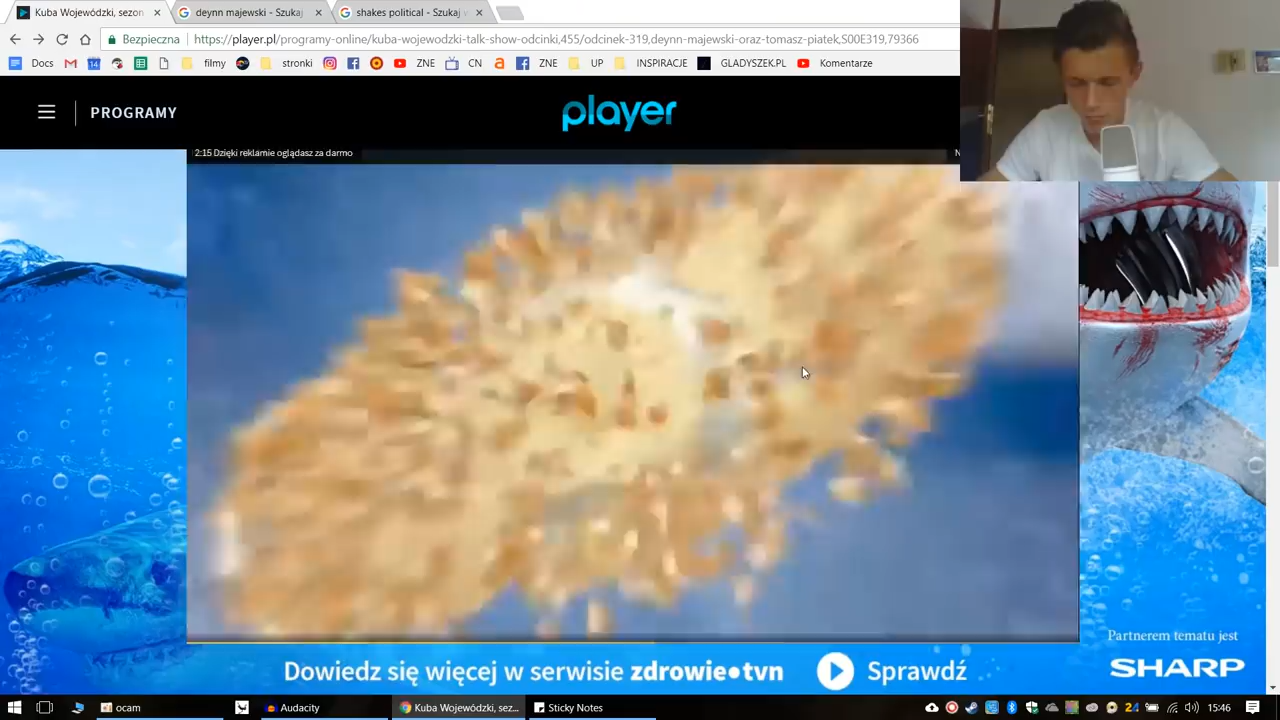 Kuba Wojewódzki, sezon
deynn majewski - Szukaj
shakes political - Szukaj
Bezpieczna
https://player.pl/programy-online/kuba-wojewodzki-talk-show-odcinki,455/odcinek-319,deynn-majewski-oraz-tomasz-piatek,S00E319,79366
Docs
14
filmy
stronki
ZNE
CN
ZNE
UP
INSPIRACJE
GLADYSZEK.PL
Komentarze
PROGRAMY
player
2:15 Dzięki reklamie oglądasz za darmo
N
Partnerem tematu jest
SHARP
Dowiedz się więcej w serwisie zdrowie•tvn
Sprawdź
ocam
Audacity
Kuba Wojewódzki, sez...
Sticky Notes
15:46